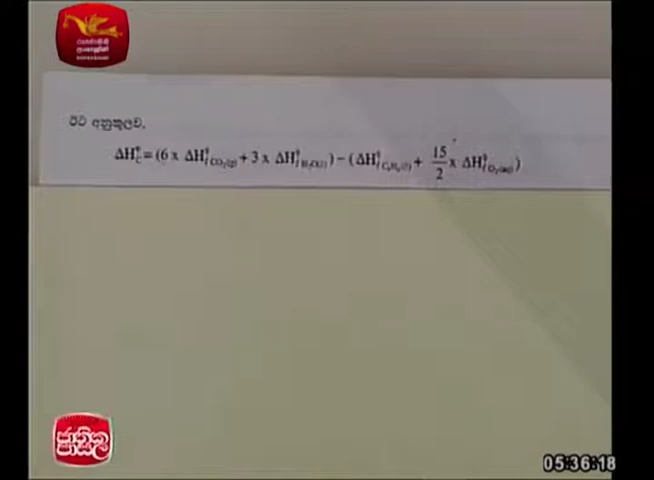 ඊට අනුකූලව,
ΔH°C = (6 x ΔH°f CO₂(g) + 3 x ΔH°f H₂O(l)) − (ΔH°f C₆H₆(l) + 15/2 x ΔH°f O₂(g))
ජාතික
පාසල
05:36:18